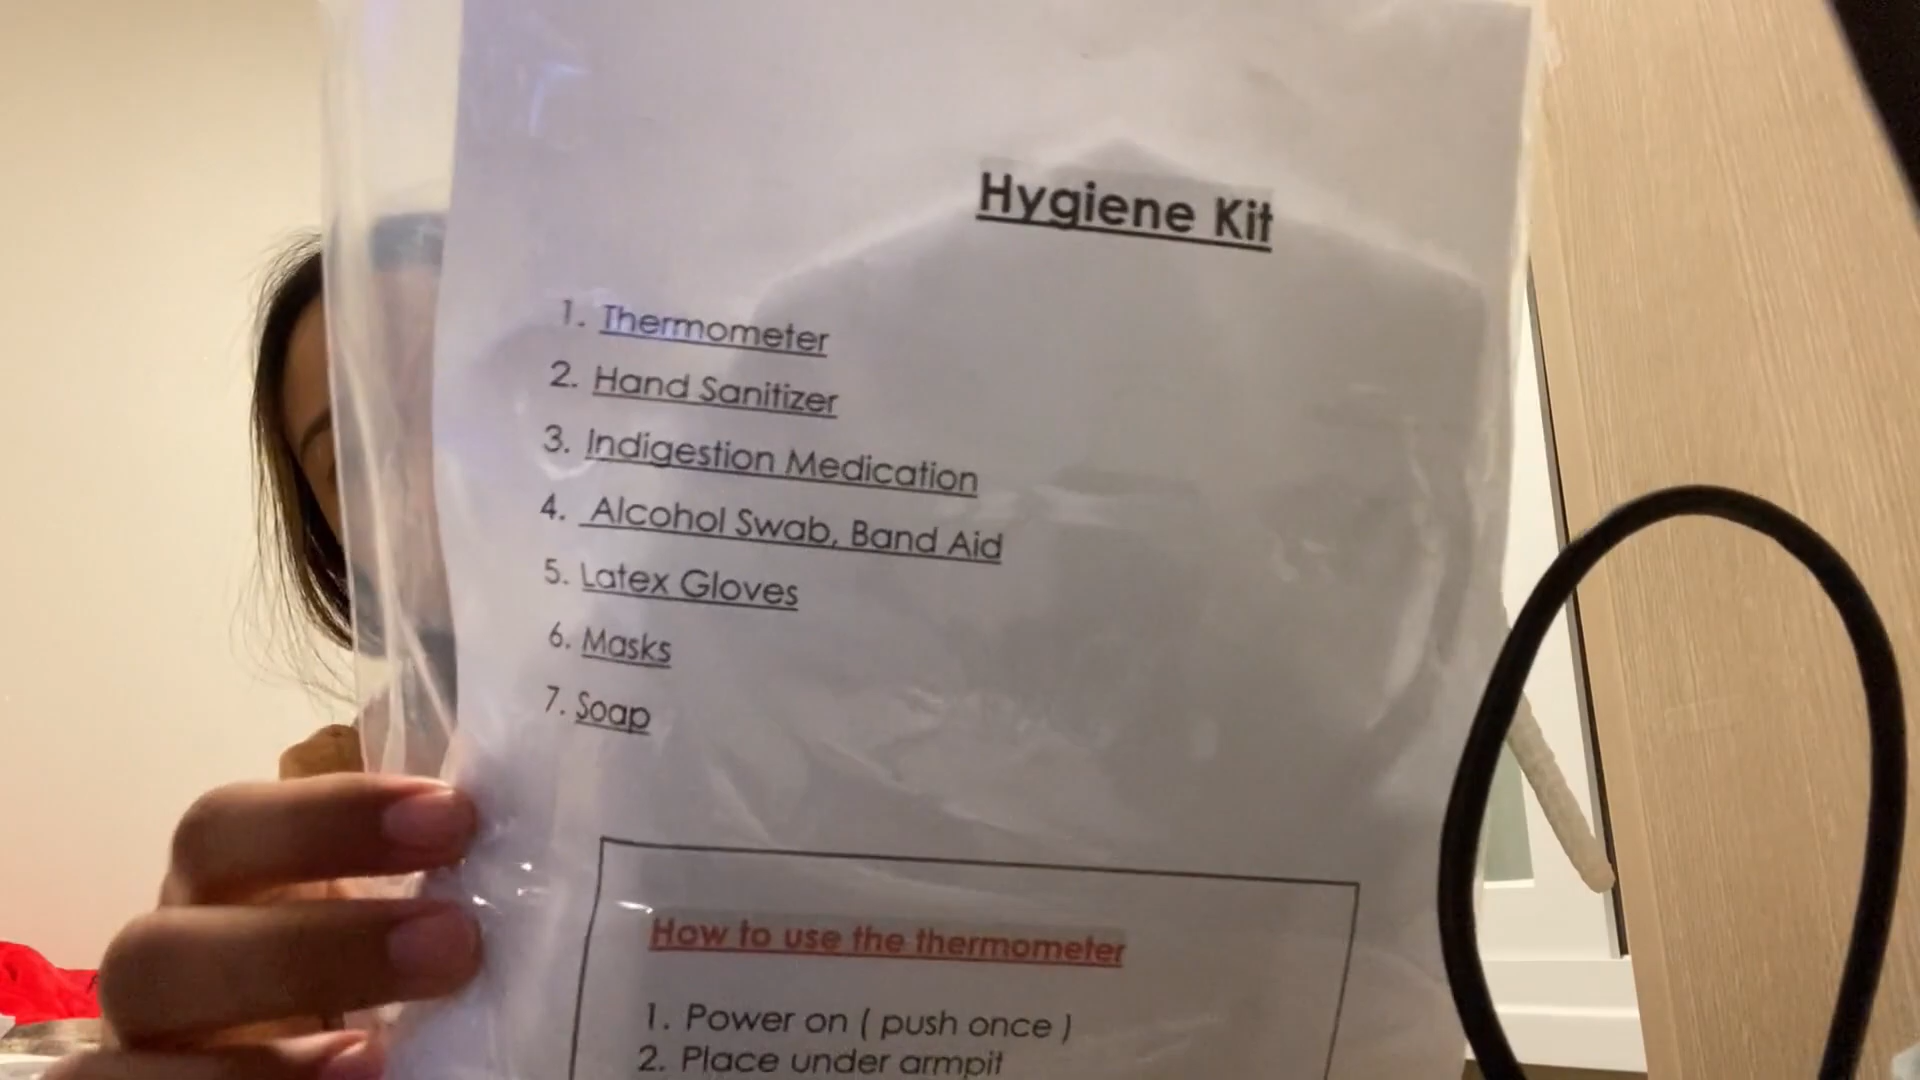 Hygiene Kit
1. Thermometer
2. Hand Sanitizer
3. Indigestion Medication
4. Alcohol Swab, Band Aid
5. Latex Gloves
6. Masks
7. Soap
How to use the thermometer
1. Power on ( push once )
2. Place under armpit